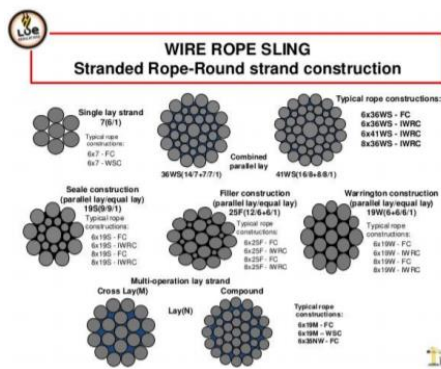 LOE
WIRE ROPE SLING
Stranded Rope-Round strand construction
Single lay strand
7(6/1)
Typical rope
constructions:
6x7 - FC
6x7 - WSC
36WS(14/7+7/7/1)
Combined
parallel lay
41WS(16/8+8/8/1)
Typical rope constructions:
6x36WS - FC
6x36WS - IWRC
6x41WS - IWRC
8x36WS - IWRC
Seale construction
(parallel lay/equal lay)
19S(9/9/1)
Typical rope
constructions:
6x19S - FC
6x19S - IWRC
8x19S - FC
8x19S - IWRC
Filler construction
(parallel lay/equal lay)
25F(12/6+6/1)
Typical rope
constructions:
6x25F - FC
6x25F - IWRC
8x25F - FC
8x25F - IWRC
Warrington construction
(parallel lay/equal lay)
19W(6+6/6/1)
Typical rope
constructions:
6x19W - FC
6x19W - IWRC
8x19W - FC
8x19W - IWRC
Multi-operation lay strand
Cross Lay(M)
Lay(N)
Compound
Typical rope
constructions:
6x19M - FC
6x19M - WSC
6x35NW - FC